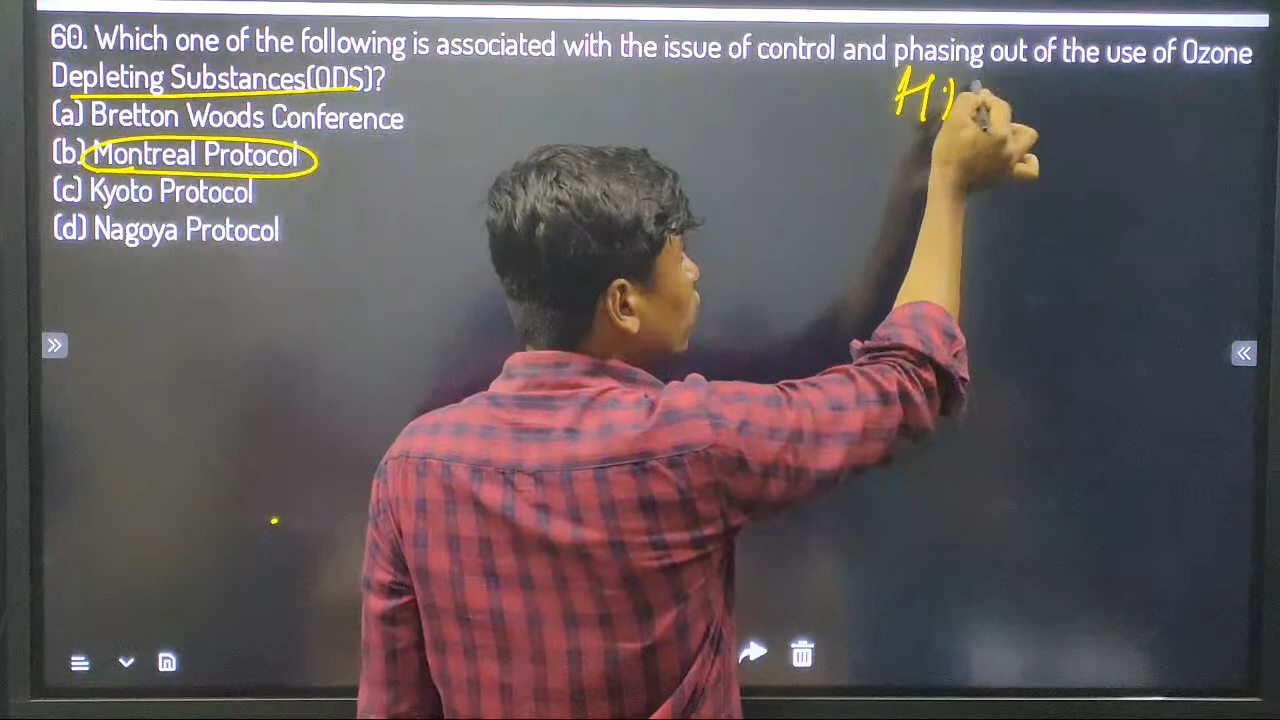 60. Which one of the following is associated with the issue of control and phasing out of the use of Ozone
Depleting Substances(ODS)?
(a) Bretton Woods Conference
(b) Montreal Protocol
(c) Kyoto Protocol
(d) Nagoya Protocol